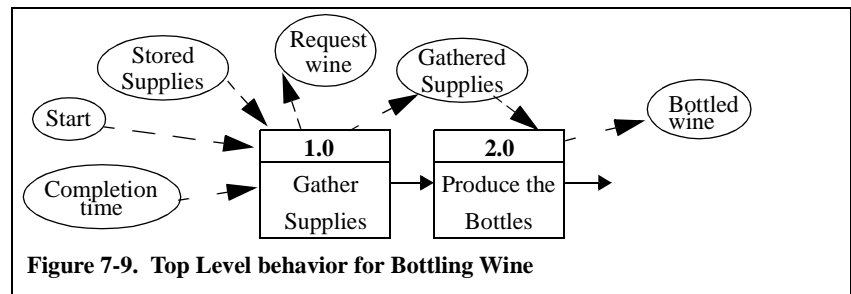 Stored
Supplies
Request
wine
Gathered
Supplies
Bottled
wine
Start
Completion
time
1.0
Gather
Supplies
2.0
Produce the
Bottles
Figure 7-9. Top Level behavior for Bottling Wine